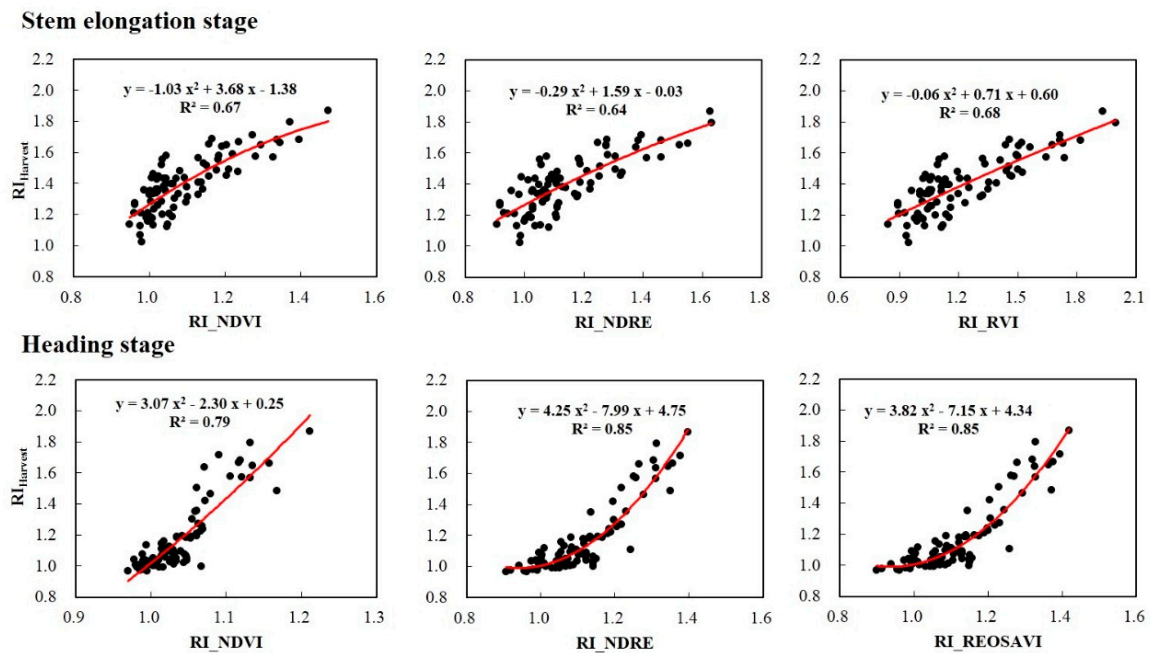 Stem elongation stage
2.2
2.0
1.8
1.6
1.4
1.2
1.0
0.8
RI_Harvest
y = -1.03 x² + 3.68 x - 1.38
R² = 0.67
0.8 1.0 1.2 1.4 1.6
RI_NDVI
2.2
2.0
1.8
1.6
1.4
1.2
1.0
0.8
y = -0.29 x² + 1.59 x - 0.03
R² = 0.64
0.8 1.0 1.2 1.4 1.6 1.8
RI_NDRE
2.2
2.0
1.8
1.6
1.4
1.2
1.0
0.8
y = -0.06 x² + 0.71 x + 0.60
R² = 0.68
0.6 0.9 1.2 1.5 1.8 2.1
RI_RVI
Heading stage
2.2
2.0
1.8
1.6
1.4
1.2
1.0
0.8
RI_Harvest
y = 3.07 x² - 2.30 x + 0.25
R² = 0.79
0.9 1.0 1.1 1.2 1.3
RI_NDVI
2.2
2.0
1.8
1.6
1.4
1.2
1.0
0.8
y = 4.25 x² - 7.99 x + 4.75
R² = 0.85
0.8 1.0 1.2 1.4 1.6
RI_NDRE
2.2
2.0
1.8
1.6
1.4
1.2
1.0
0.8
y = 3.82 x² - 7.15 x + 4.34
R² = 0.85
0.8 1.0 1.2 1.4 1.6
RI_REOSAVI